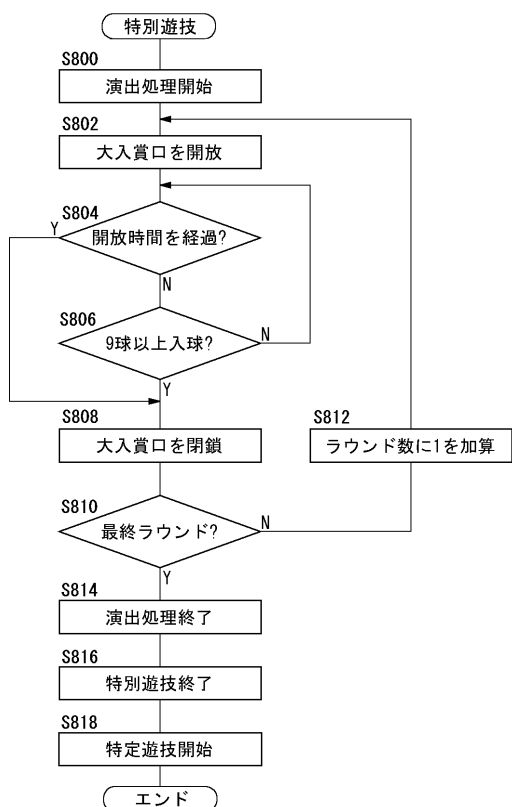 特別遊技
S800
演出処理開始
S802
大入賞口を開放
S804
Y
開放時間を経過?
N
S806
9球以上入球?
N
Y
S808
大入賞口を閉鎖
S812
ラウンド数に1を加算
S810
最終ラウンド?
N
Y
S814
演出処理終了
S816
特別遊技終了
S818
特定遊技開始
エンド